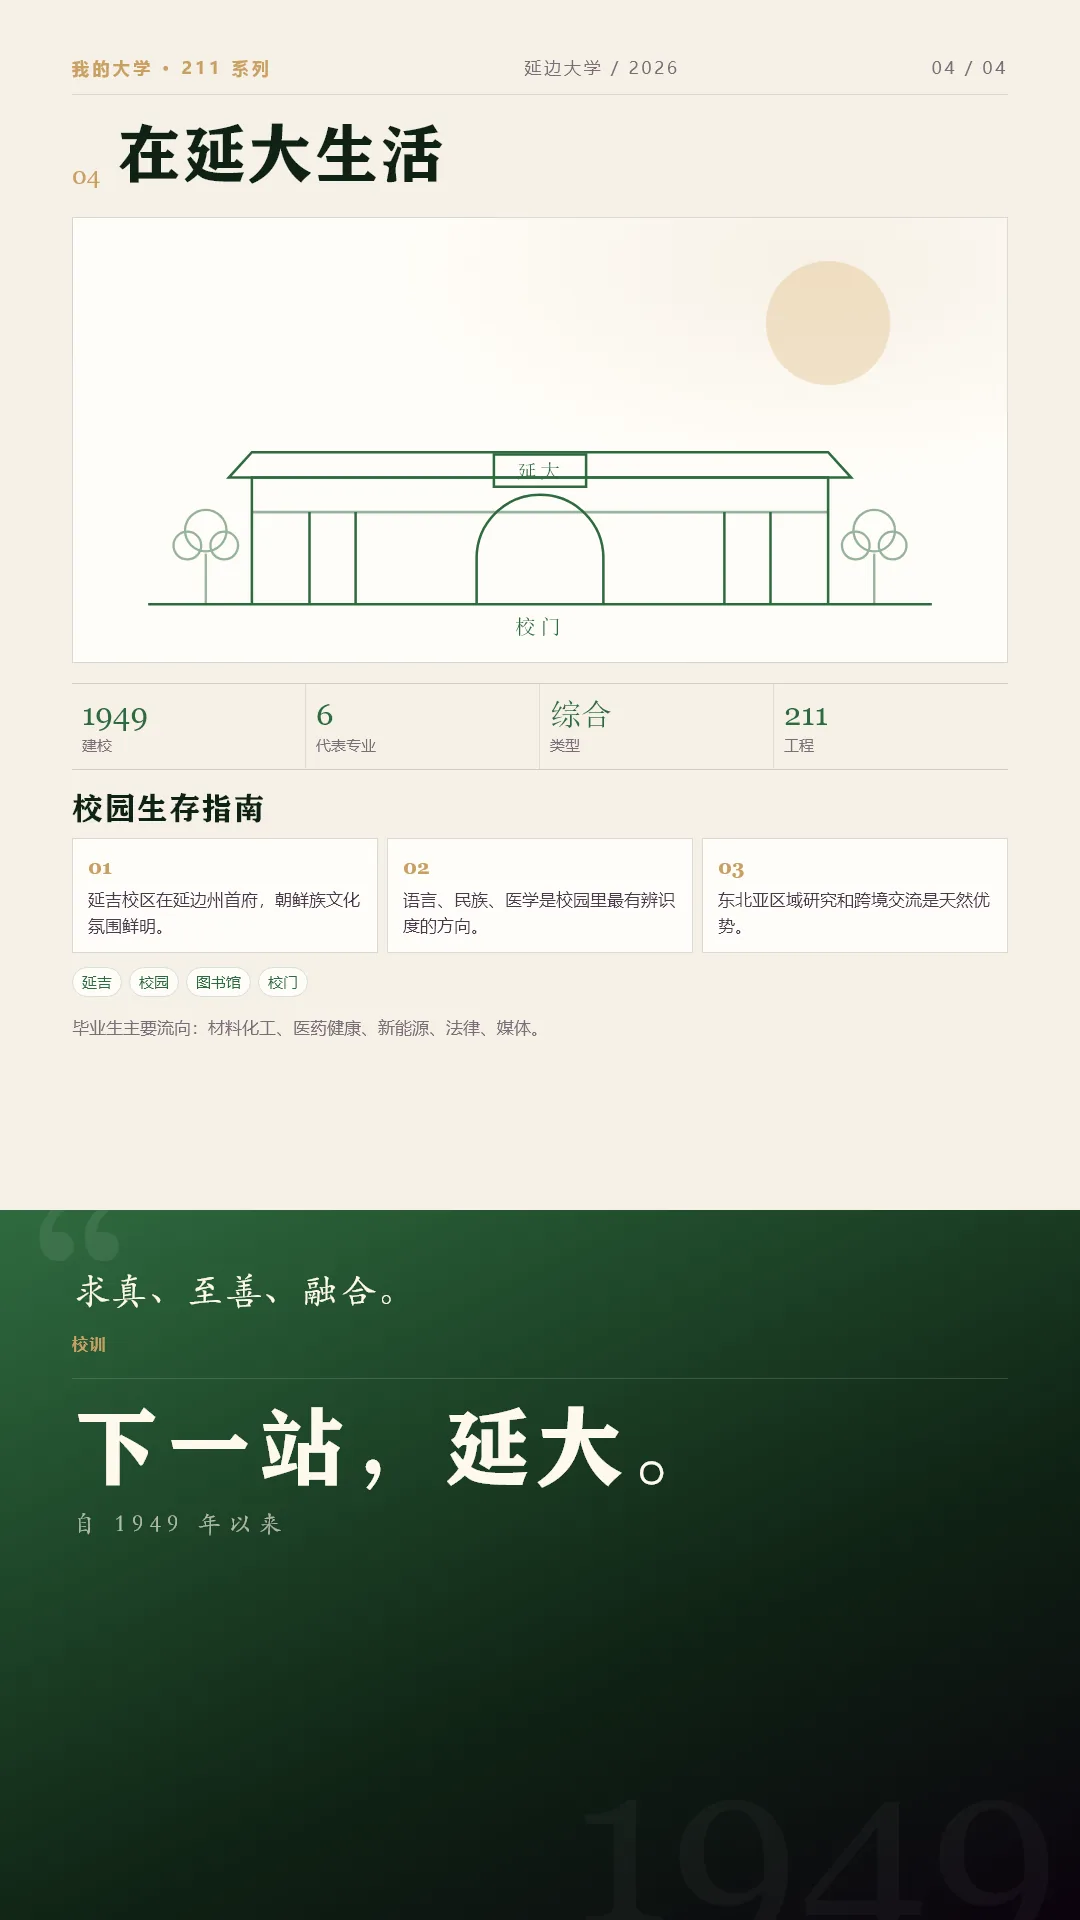 我的大学 • 211 系列
延边大学 / 2026
04 / 04
04 在延大生活
延大
校门
1949
建校
6
代表专业
综合
类型
211
工程
校园生存指南
01
延吉校区在延边州首府，朝鲜族文化
氛围鲜明。
02
语言、民族、医学是校园里最有辨识
度的方向。
03
东北亚区域研究和跨境交流是天然优
势。
延吉
校园
图书馆
校门
毕业生主要流向：材料化工、医药健康、新能源、法律、媒体。
“
求真、至善、融合。
校训
下一站，延大。
自 1949 年以来
1949